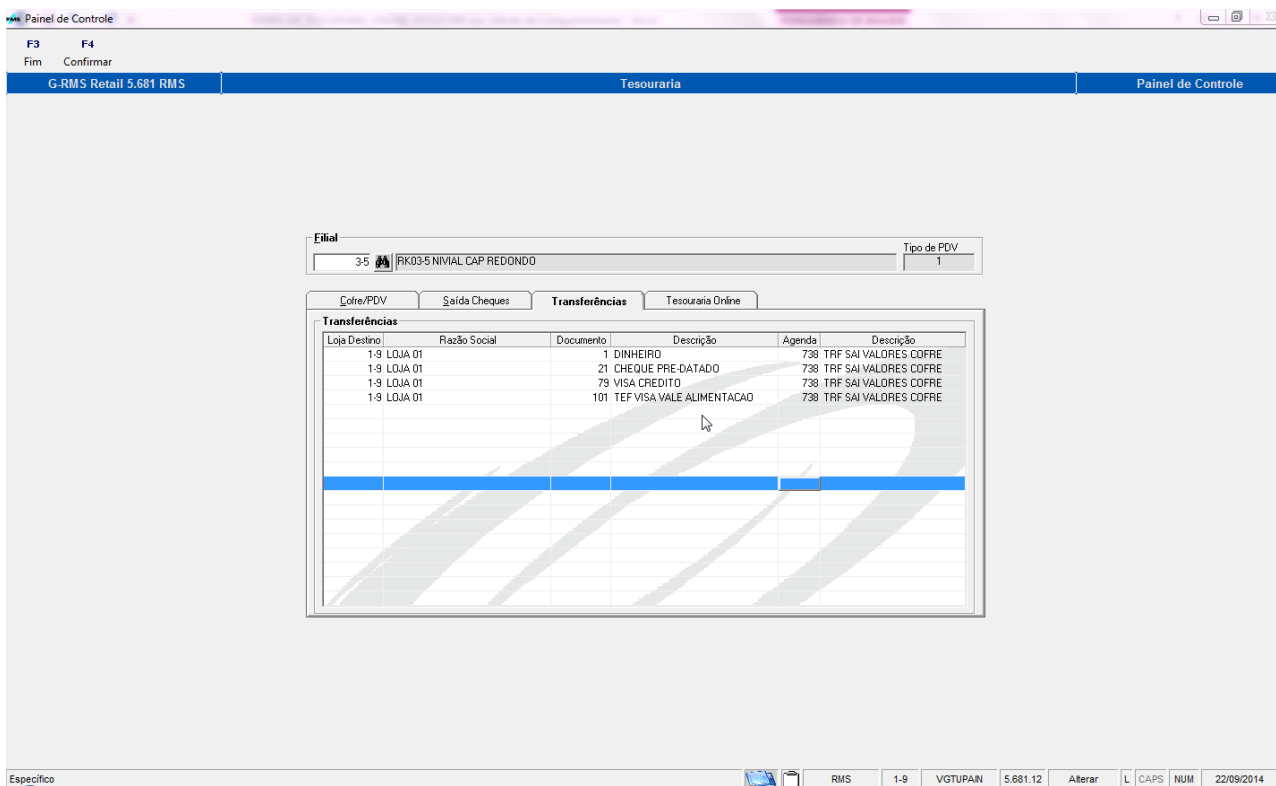 RMS Painel de Controle
F3 F4
Fim Confirmar
G-RMS Retail 5.681 RMS Tesouraria Painel de Controle
Filial
3-5 RK03-5 NIVIAL CAP REDONDO
Tipo de PDV
1
Cofre/PDV Saída Cheques Transferências Tesouraria Online
Transferências
Loja Destino Razão Social Documento Descrição Agenda Descrição
1-9 LOJA 01 1 DINHEIRO 738 TRF SAI VALORES COFRE
1-9 LOJA 01 21 CHEQUE PRE-DATADO 738 TRF SAI VALORES COFRE
1-9 LOJA 01 79 VISA CREDITO 738 TRF SAI VALORES COFRE
1-9 LOJA 01 101 TEF VISA VALE ALIMENTACAO 738 TRF SAI VALORES COFRE
Específico RMS 1-9 VGTUPAIN 5.681.12 Alterar L CAPS NUM 22/09/2014